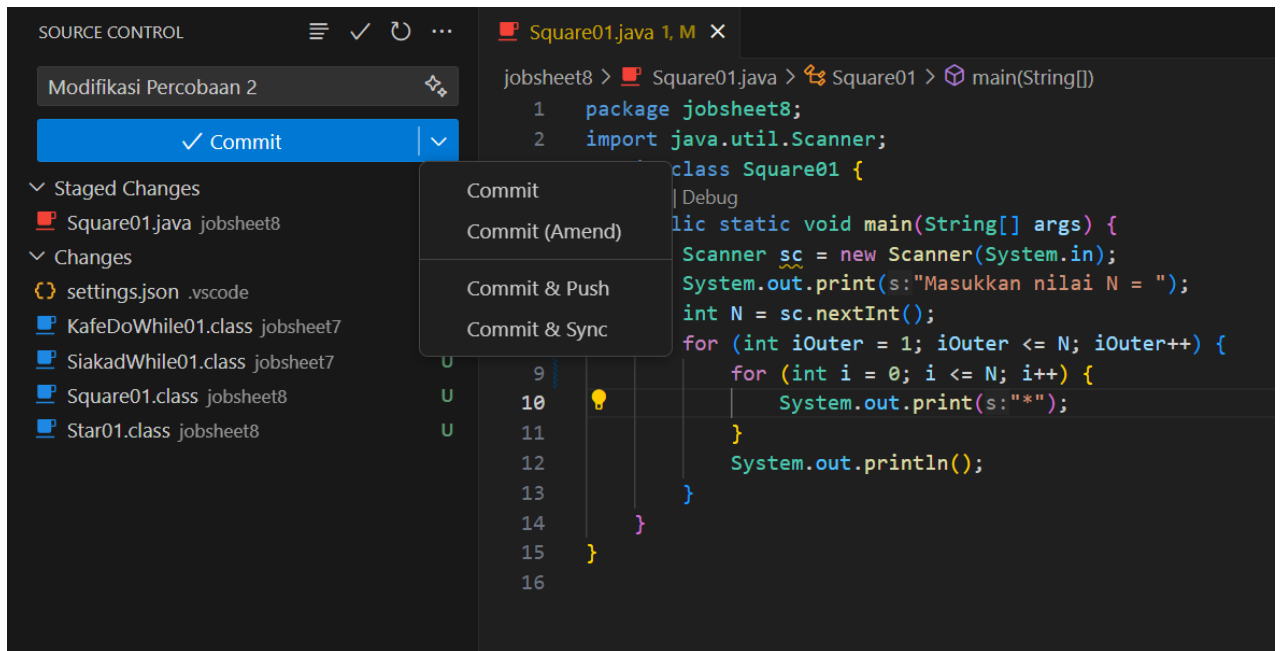 SOURCE CONTROL
Modifikasi Percobaan 2
Commit
Staged Changes
Square01.java jobsheet8
Changes
settings.json .vscode
KafeDoWhile01.class jobsheet7
SiakadWhile01.class jobsheet7 U
Square01.class jobsheet8 U
Star01.class jobsheet8 U
Commit
Commit (Amend)
Commit & Push
Commit & Sync
Square01.java 1, M
jobsheet8 > Square01.java > Square01 > main(String[])
1 package jobsheet8;
2 import java.util.Scanner;
class Square01 {
| Debug
lic static void main(String[] args) {
Scanner sc = new Scanner(System.in);
System.out.print(s:"Masukkan nilai N = ");
int N = sc.nextInt();
for (int iOuter = 1; iOuter <= N; iOuter++) {
9 for (int i = 0; i <= N; i++) {
10 System.out.print(s:"*");
11 }
12 System.out.println();
13 }
14 }
15 }
16